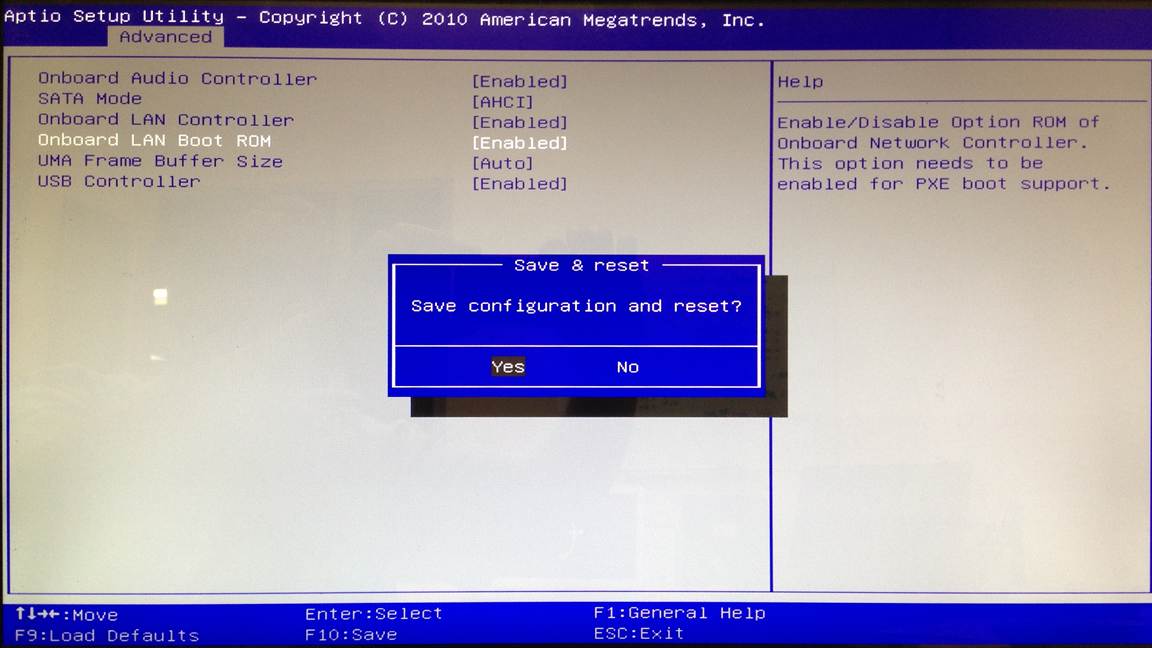 Aptio Setup Utility - Copyright (C) 2010 American Megatrends, Inc.
Advanced
Onboard Audio Controller [Enabled]
SATA Mode [AHCI]
Onboard LAN Controller [Enabled]
Onboard LAN Boot ROM [Enabled]
UMA Frame Buffer Size [Auto]
USB Controller [Enabled]
Help
Enable/Disable Option ROM of
Onboard Network Controller.
This option needs to be
enabled for PXE boot support.
Save & reset
Save configuration and reset?
Yes No
↑↓→←:Move Enter:Select F1:General Help
F9:Load Defaults F10:Save ESC:Exit